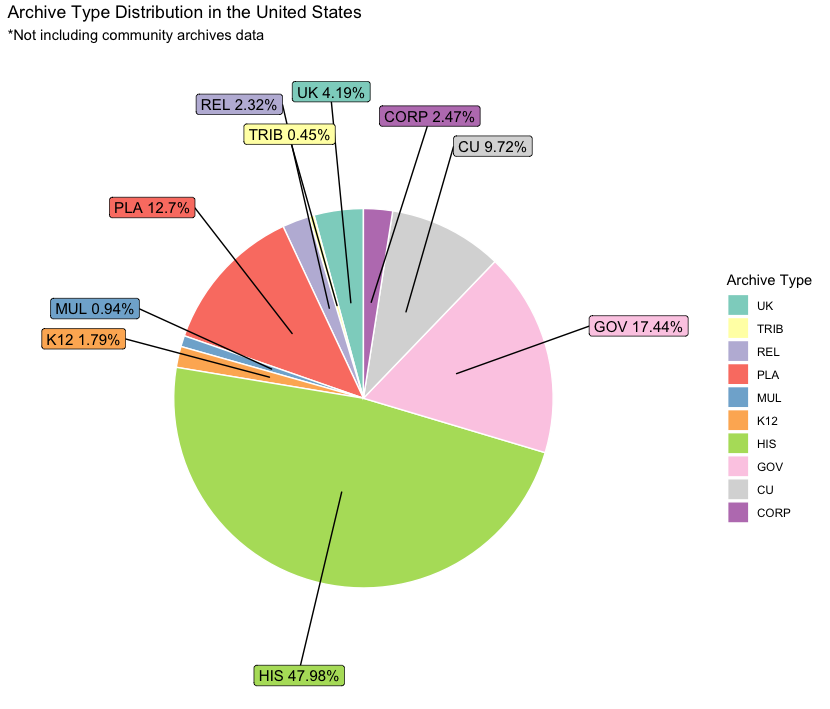 Archive Type Distribution in the United States
*Not including community archives data
UK 4.19%
REL 2.32%
CORP 2.47%
TRIB 0.45%
CU 9.72%
PLA 12.7%
MUL 0.94%
K12 1.79%
GOV 17.44%
HIS 47.98%
Archive Type
UK
TRIB
REL
PLA
MUL
K12
HIS
GOV
CU
CORP